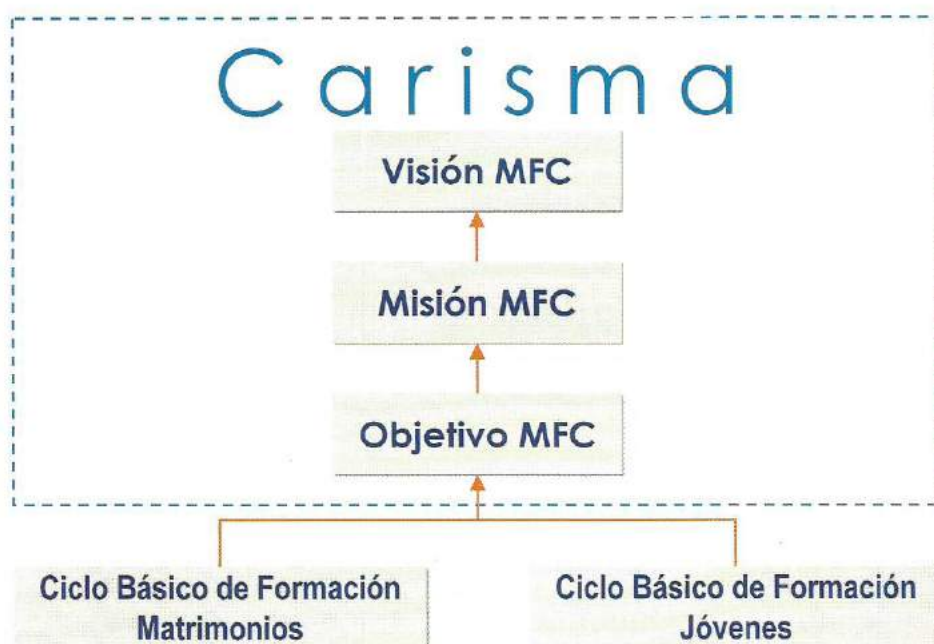 Carisma
Visión MFC
Misión MFC
Objetivo MFC
Ciclo Básico de Formación
Matrimonios
Ciclo Básico de Formación
Jóvenes